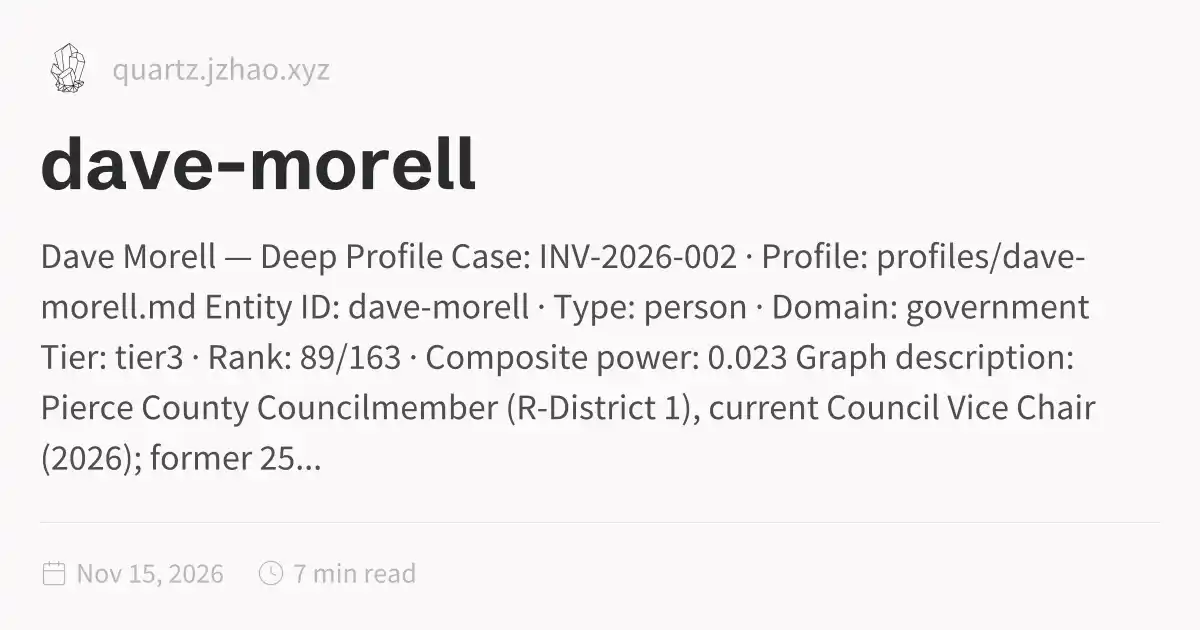 quartz.jzhao.xyz
dave-morell
Dave Morell — Deep Profile Case: INV-2026-002 · Profile: profiles/dave-
morell.md Entity ID: dave-morell · Type: person · Domain: government
Tier: tier3 · Rank: 89/163 · Composite power: 0.023 Graph description:
Pierce County Councilmember (R-District 1), current Council Vice Chair
(2026); former 25...
Nov 15, 2026 7 min read